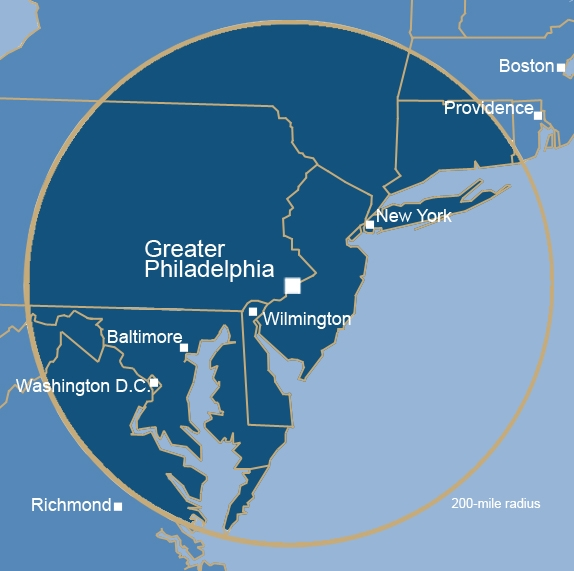 Boston
Providence
New York
Greater
Philadelphia
Wilmington
Baltimore
Washington D.C.
Richmond
200-mile radius